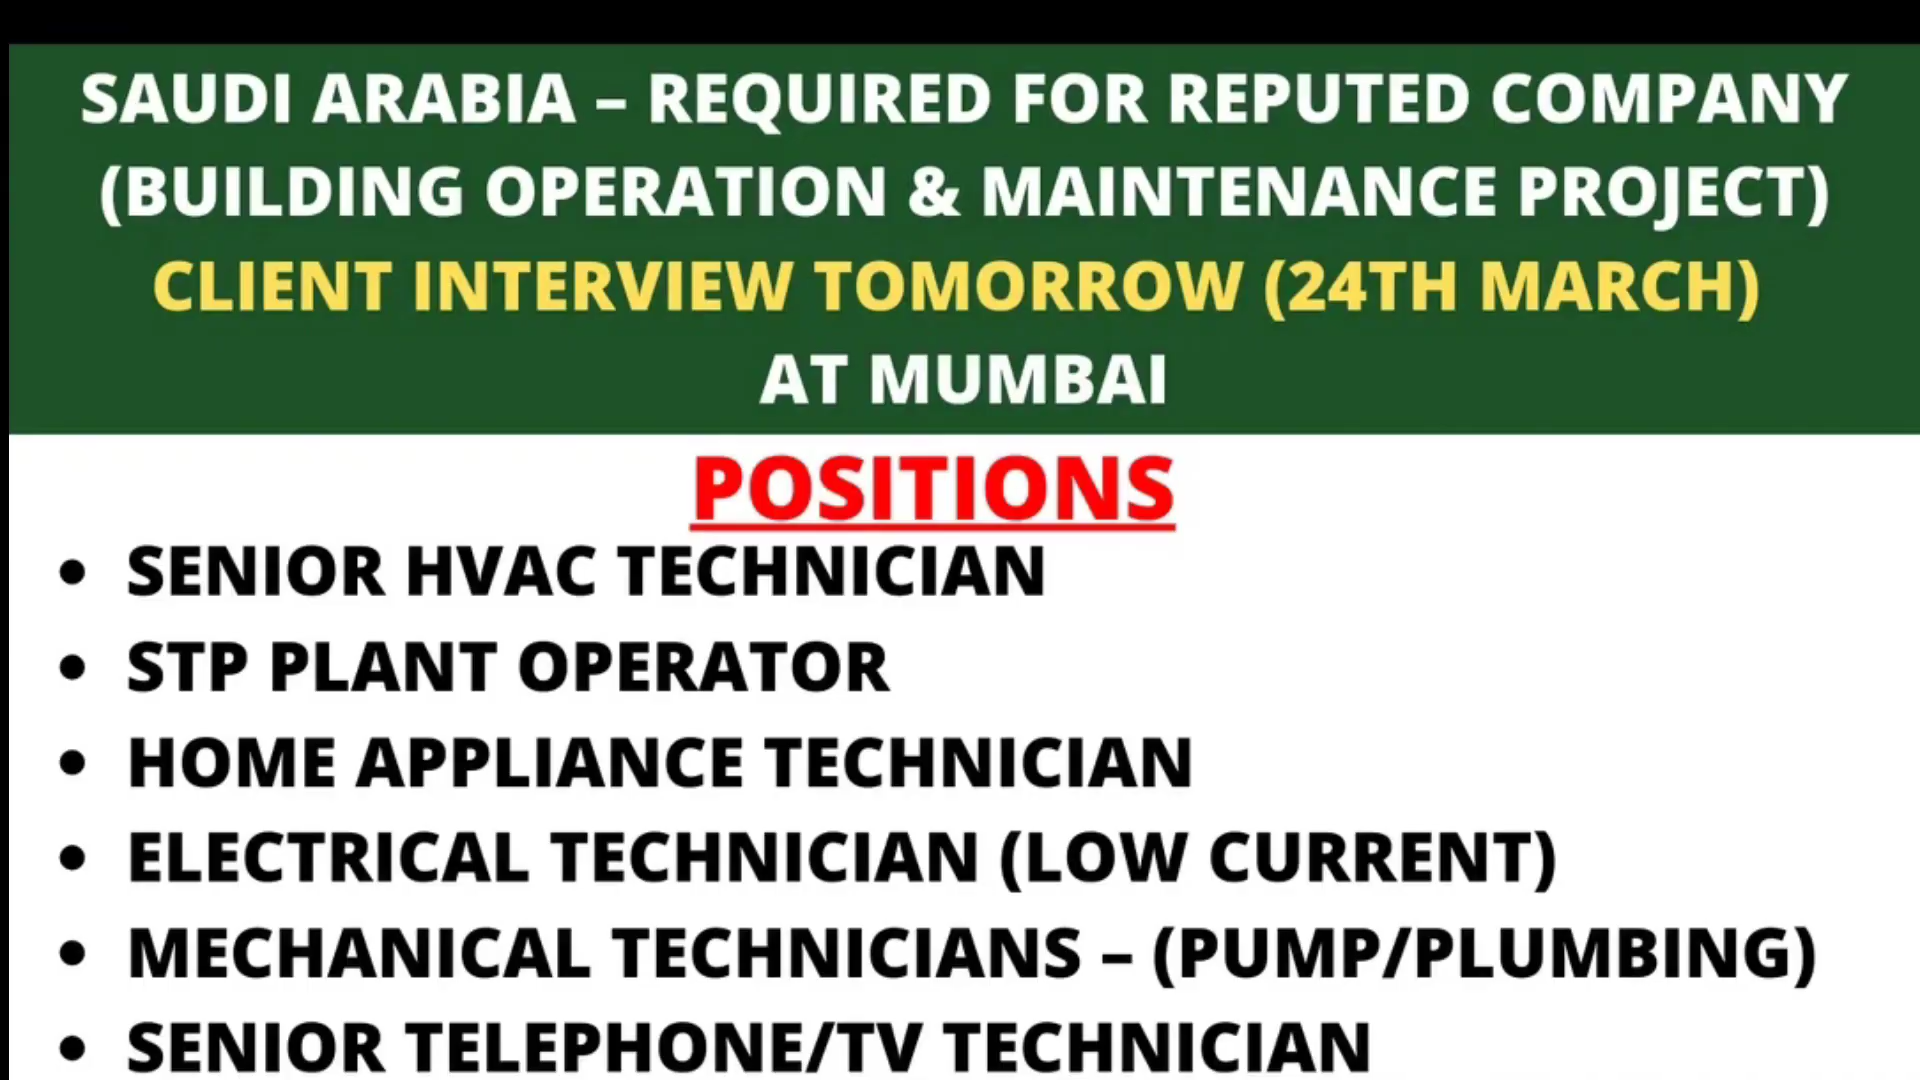 SAUDI ARABIA – REQUIRED FOR REPUTED COMPANY
(BUILDING OPERATION & MAINTENANCE PROJECT)
CLIENT INTERVIEW TOMORROW (24TH MARCH)
AT MUMBAI
POSITIONS
• SENIOR HVAC TECHNICIAN
• STP PLANT OPERATOR
• HOME APPLIANCE TECHNICIAN
• ELECTRICAL TECHNICIAN (LOW CURRENT)
• MECHANICAL TECHNICIANS – (PUMP/PLUMBING)
• SENIOR TELEPHONE/TV TECHNICIAN